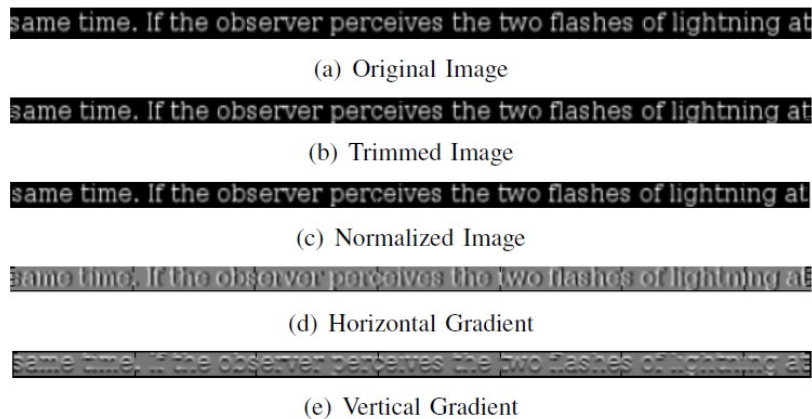 same time. If the observer perceives the two flashes of lightning at
(a) Original Image
same time. If the observer perceives the two flashes of lightning at
(b) Trimmed Image
same time. If the observer perceives the two flashes of lightning at
(c) Normalized Image
same time. If the observer perceives the two flashes of lightning at
(d) Horizontal Gradient
same time. If the observer perceives the two flashes of lightning at
(e) Vertical Gradient